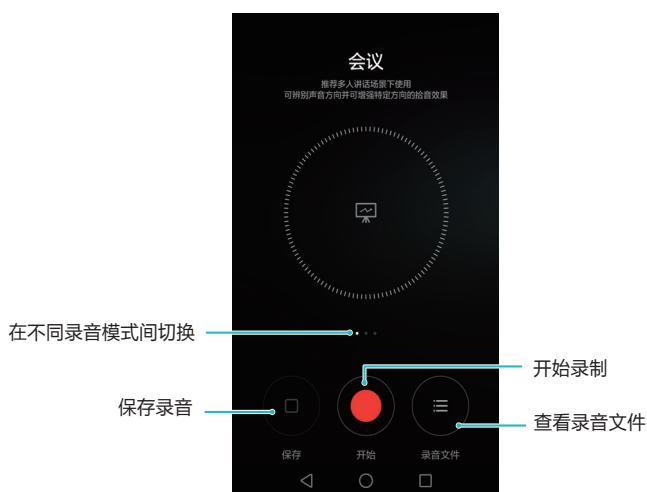 会议
推荐多人讲话场景下使用
可辨别声音方向并可增强特定方向的拾音效果
在不同录音模式间切换
开始录制
保存录音
查看录音文件
保存
开始
录音文件